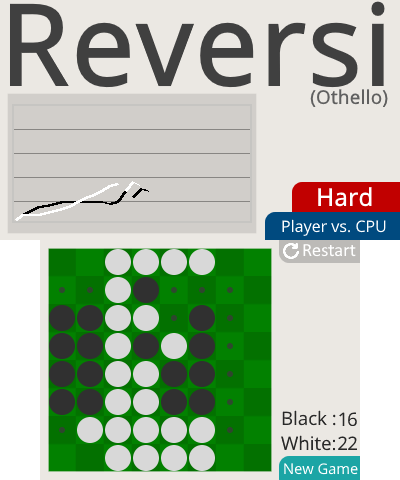 Reversi
(Othello)
Hard
Player vs. CPU
Restart
Black :16
White:22
New Game